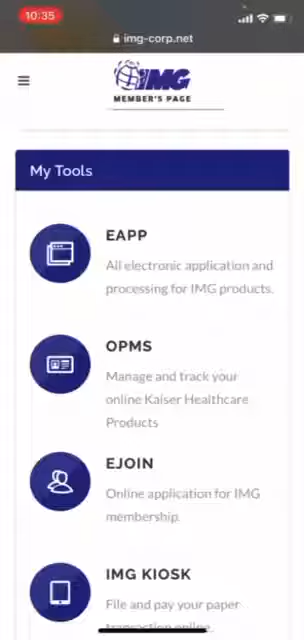 10:35
img-corp.net
IMG
MEMBER'S PAGE
My Tools
EAPP
All electronic application and
processing for IMG products.
OPMS
Manage and track your
online Kaiser Healthcare
Products
EJOIN
Online application for IMG
membership.
IMG KIOSK
File and pay your paper
transaction online.